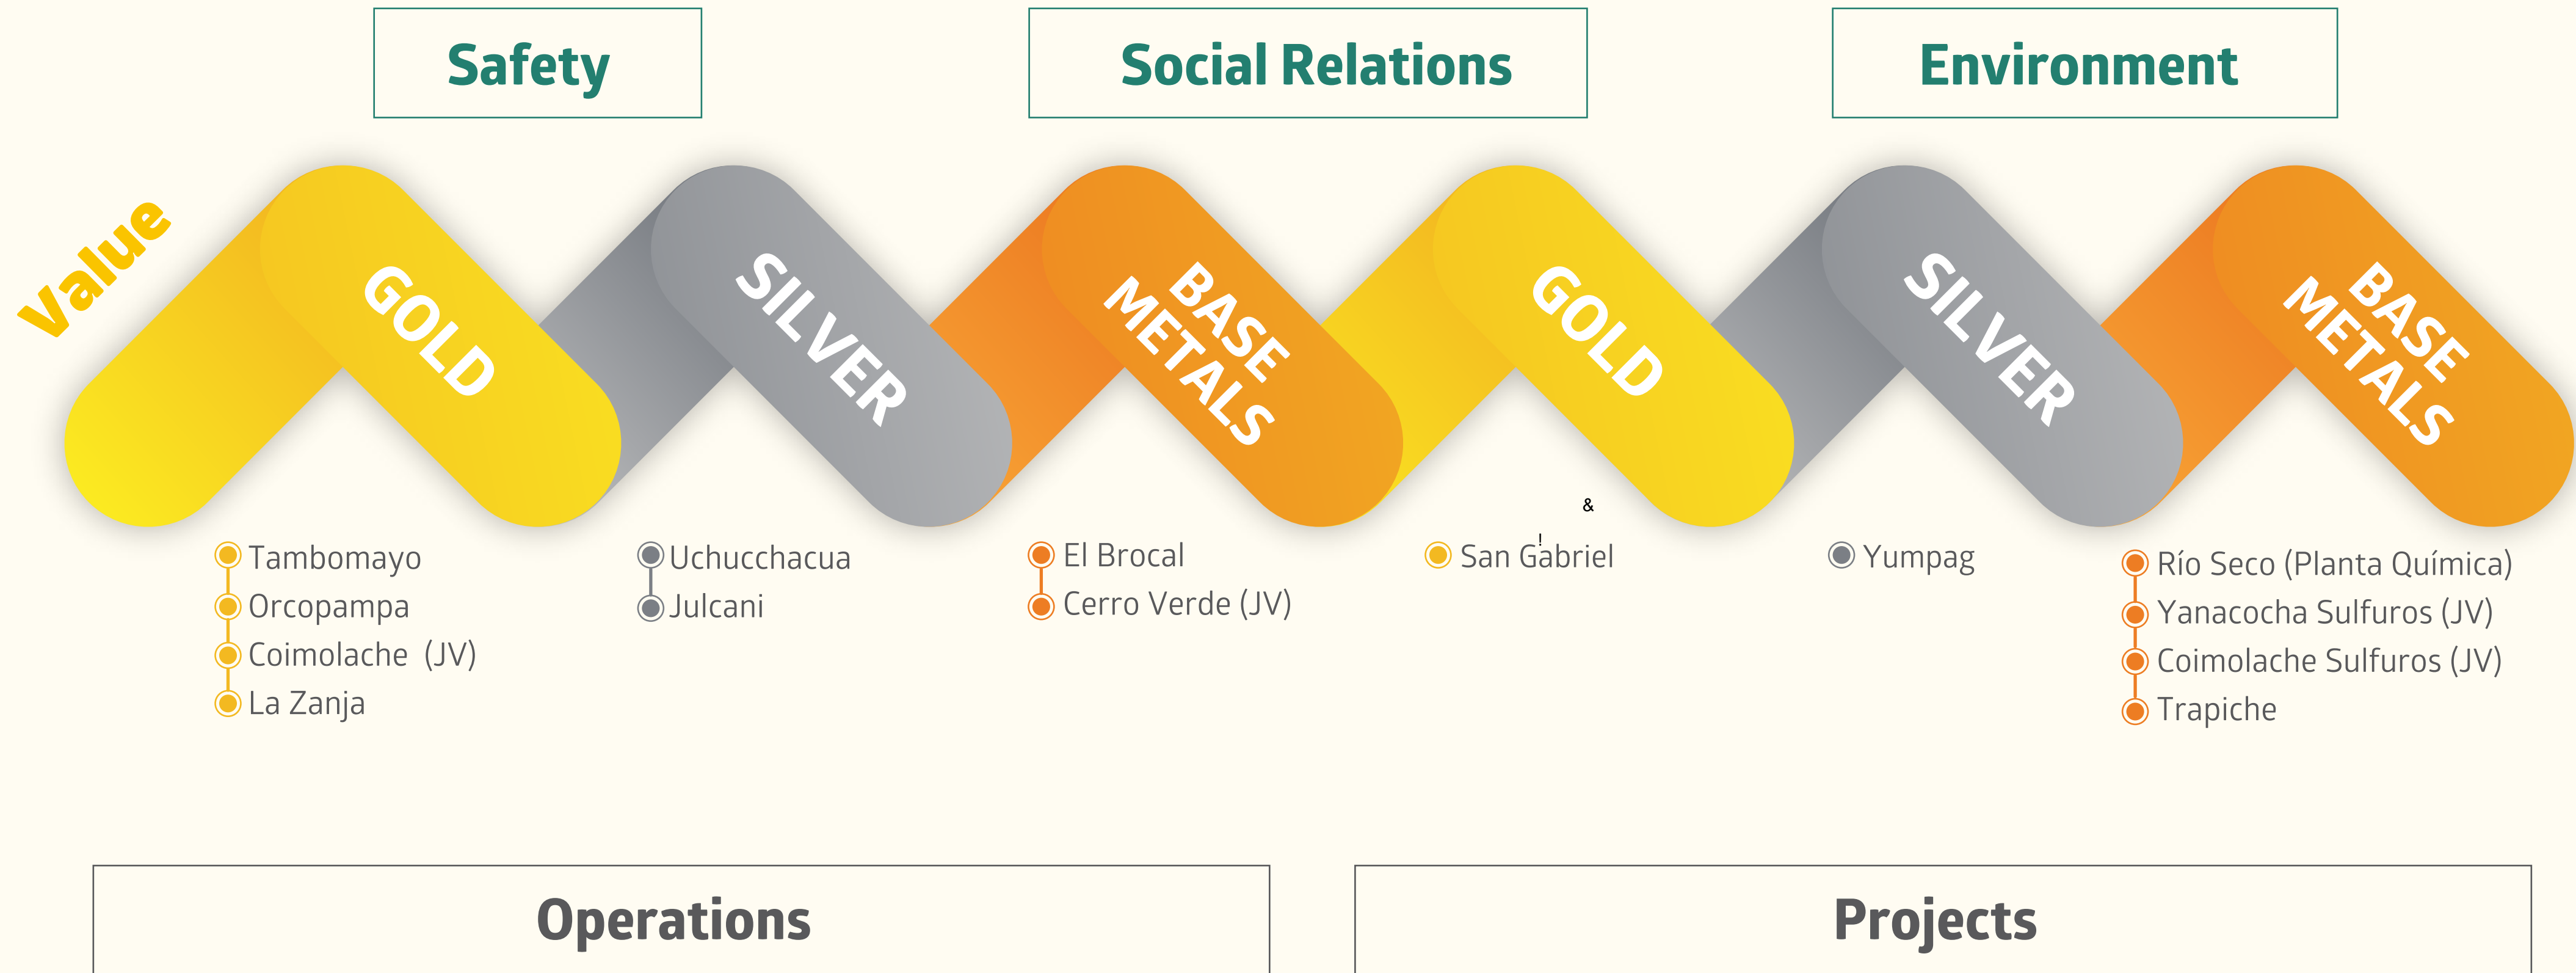 Safety
Social Relations
Environment
Value
GOLD
SILVER
BASE
METALS
GOLD
SILVER
BASE
METALS
Tambomayo
Orcopampa
Coimolache (JV)
La Zanja
Uchucchacua
Julcani
El Brocal
Cerro Verde (JV)
&
!
San Gabriel
Yumpag
Río Seco (Planta Química)
Yanacocha Sulfuros (JV)
Coimolache Sulfuros (JV)
Trapiche
Operations
Projects